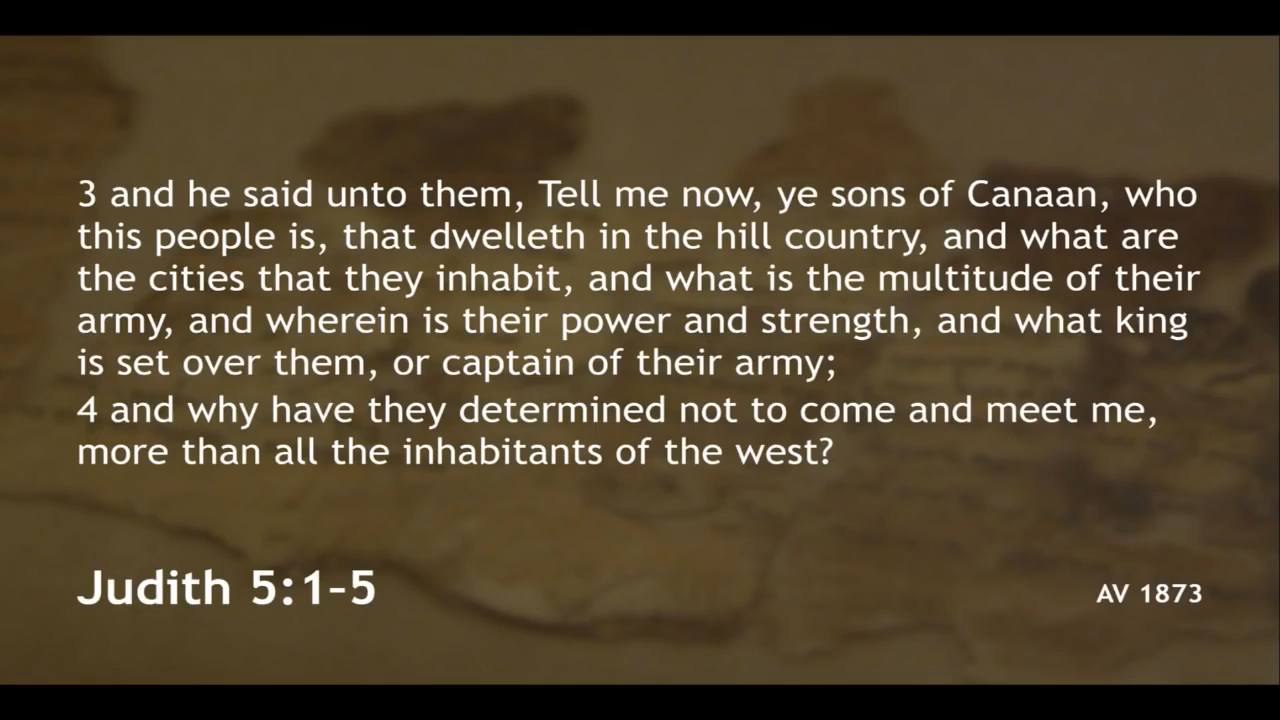 3 and he said unto them, Tell me now, ye sons of Canaan, who
this people is, that dwelleth in the hill country, and what are
the cities that they inhabit, and what is the multitude of their
army, and wherein is their power and strength, and what king
is set over them, or captain of their army;
4 and why have they determined not to come and meet me,
more than all the inhabitants of the west?
Judith 5:1–5
AV 1873